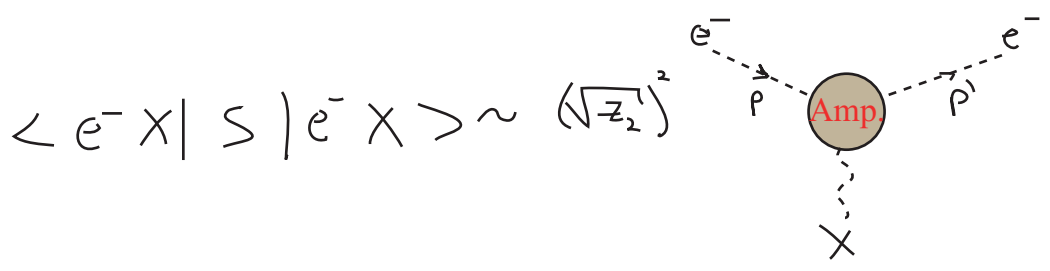 < e⁻ X | S | e⁻ X > ~ (√Z₂)²
e⁻ e⁻
p p'
Amp.
X